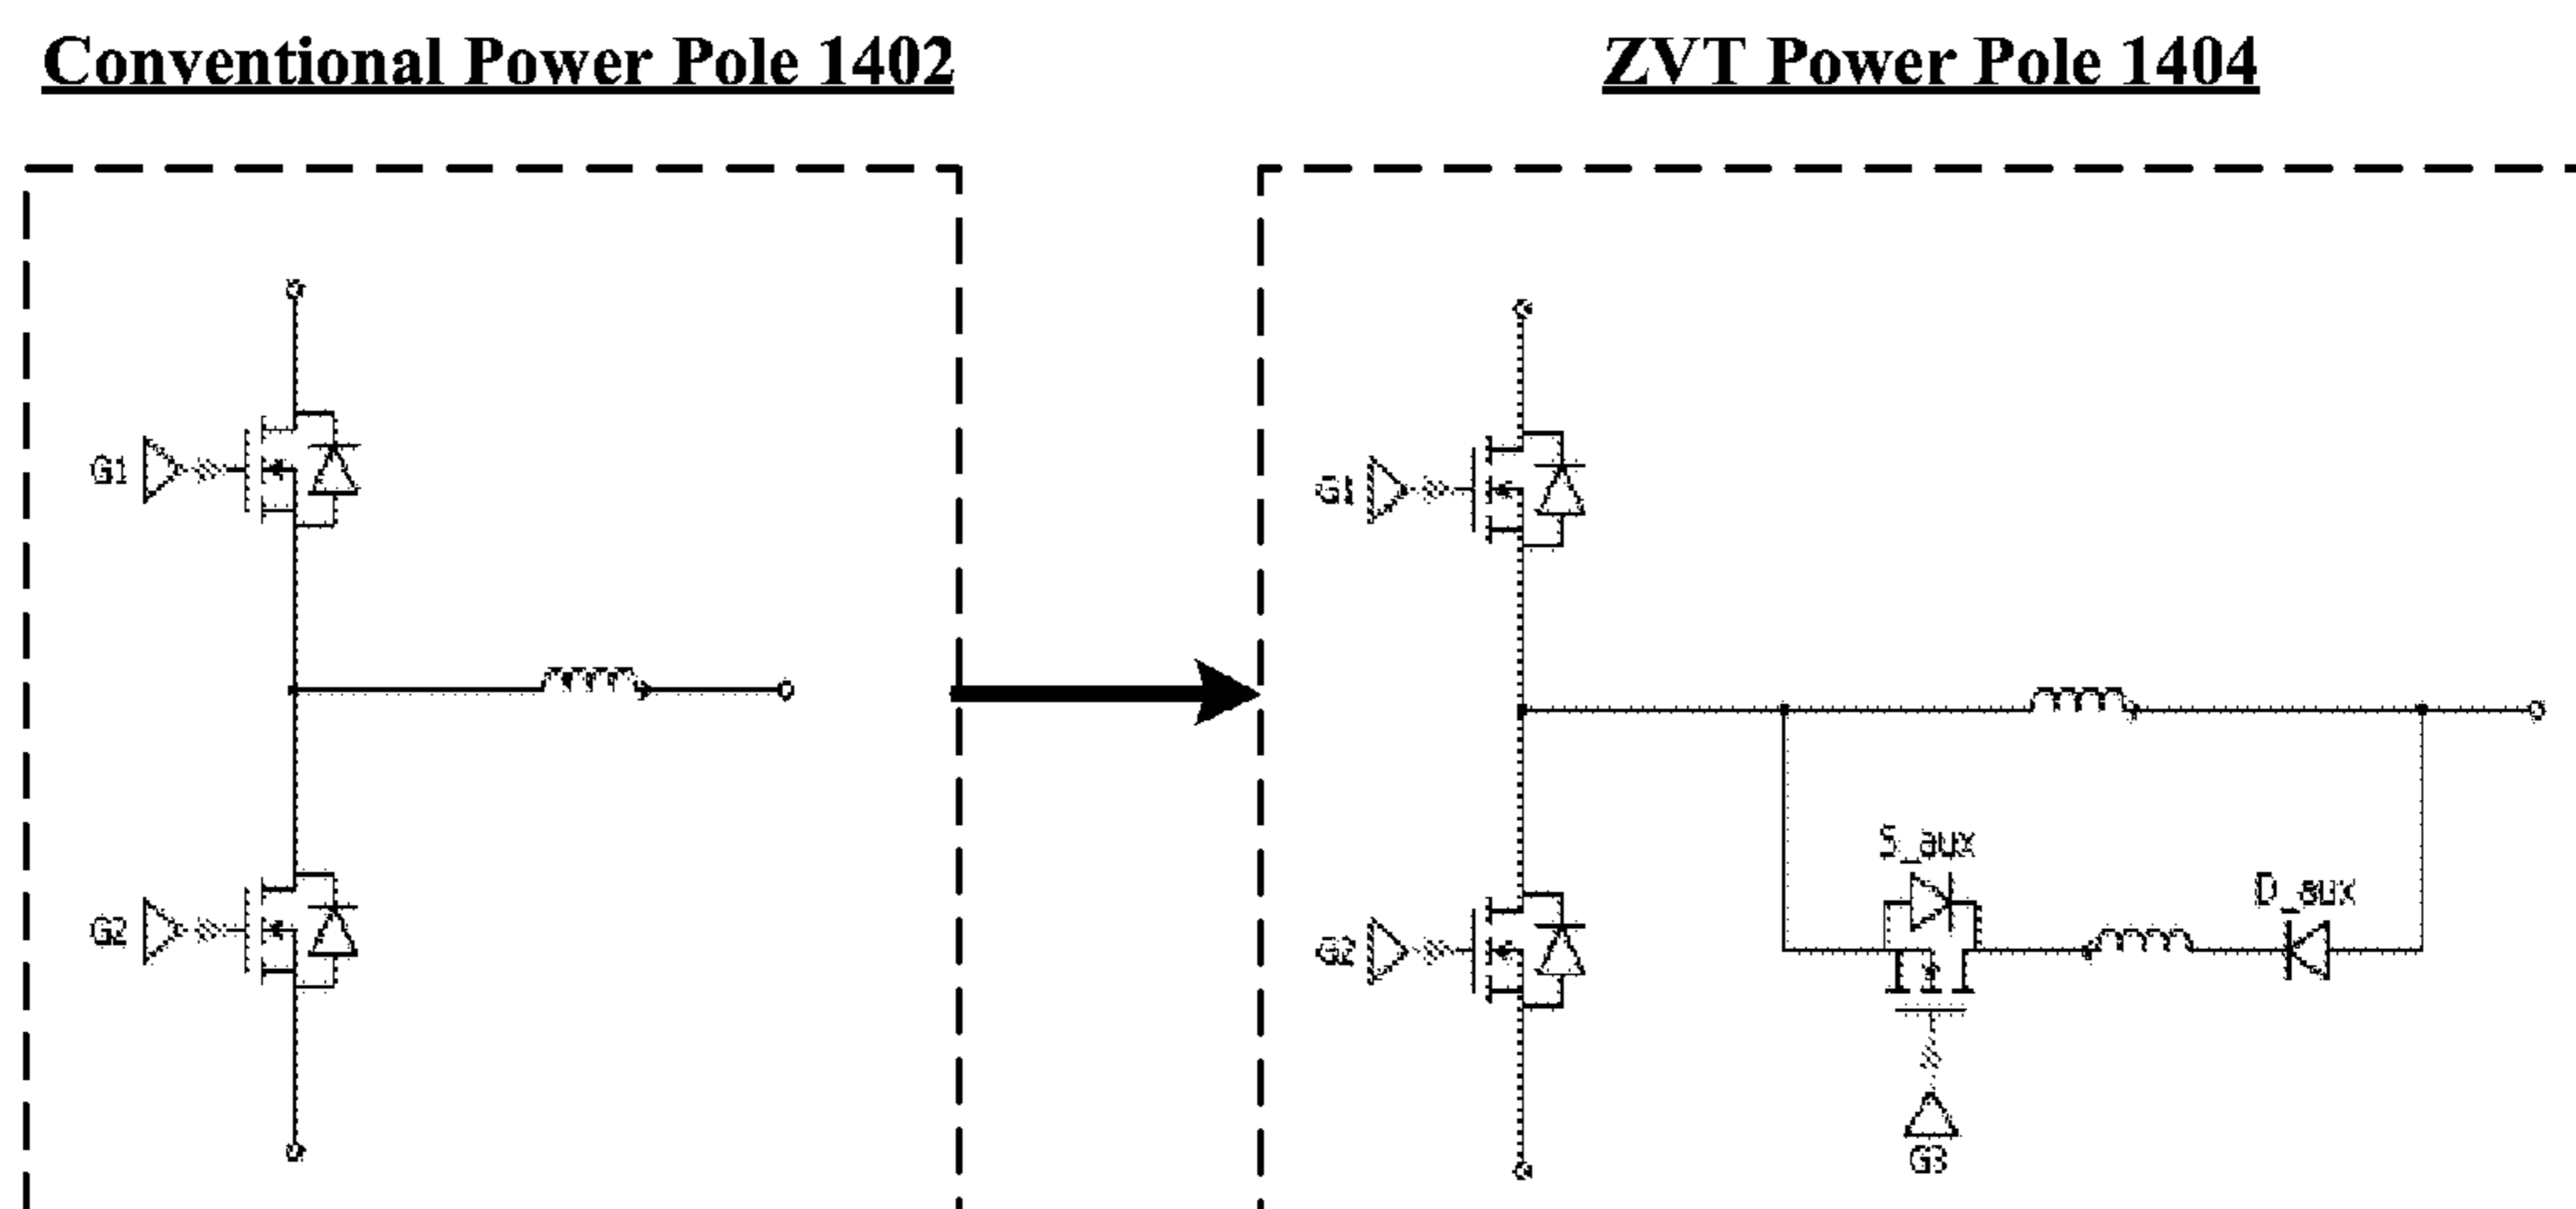 Conventional Power Pole 1402
ZVT Power Pole 1404
G1
G2
G1
G2
S_aux
D_aux
G3